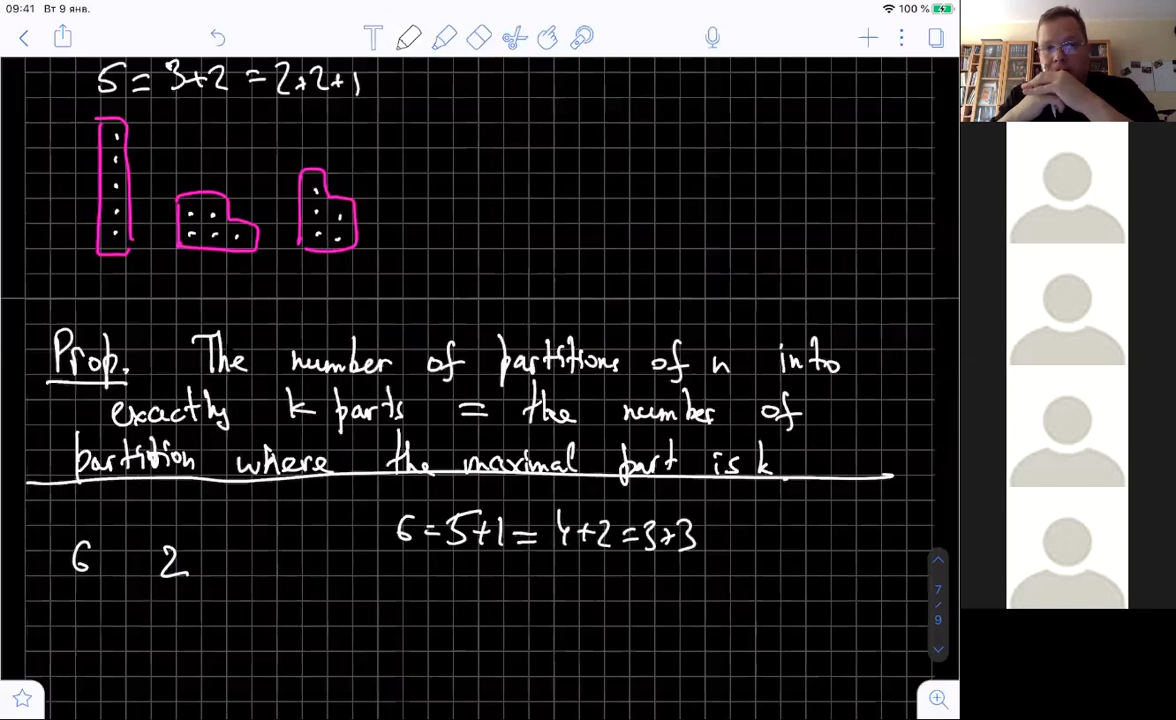 09:41 Вт 9 янв.
100 %
5 = 3+2 = 2+2+1
Prop. The number of partitions of n into
exactly k parts = the number of
partition where the maximal part is k.
6 = 5+1 = 4+2 = 3+3
6 2
7 / 9